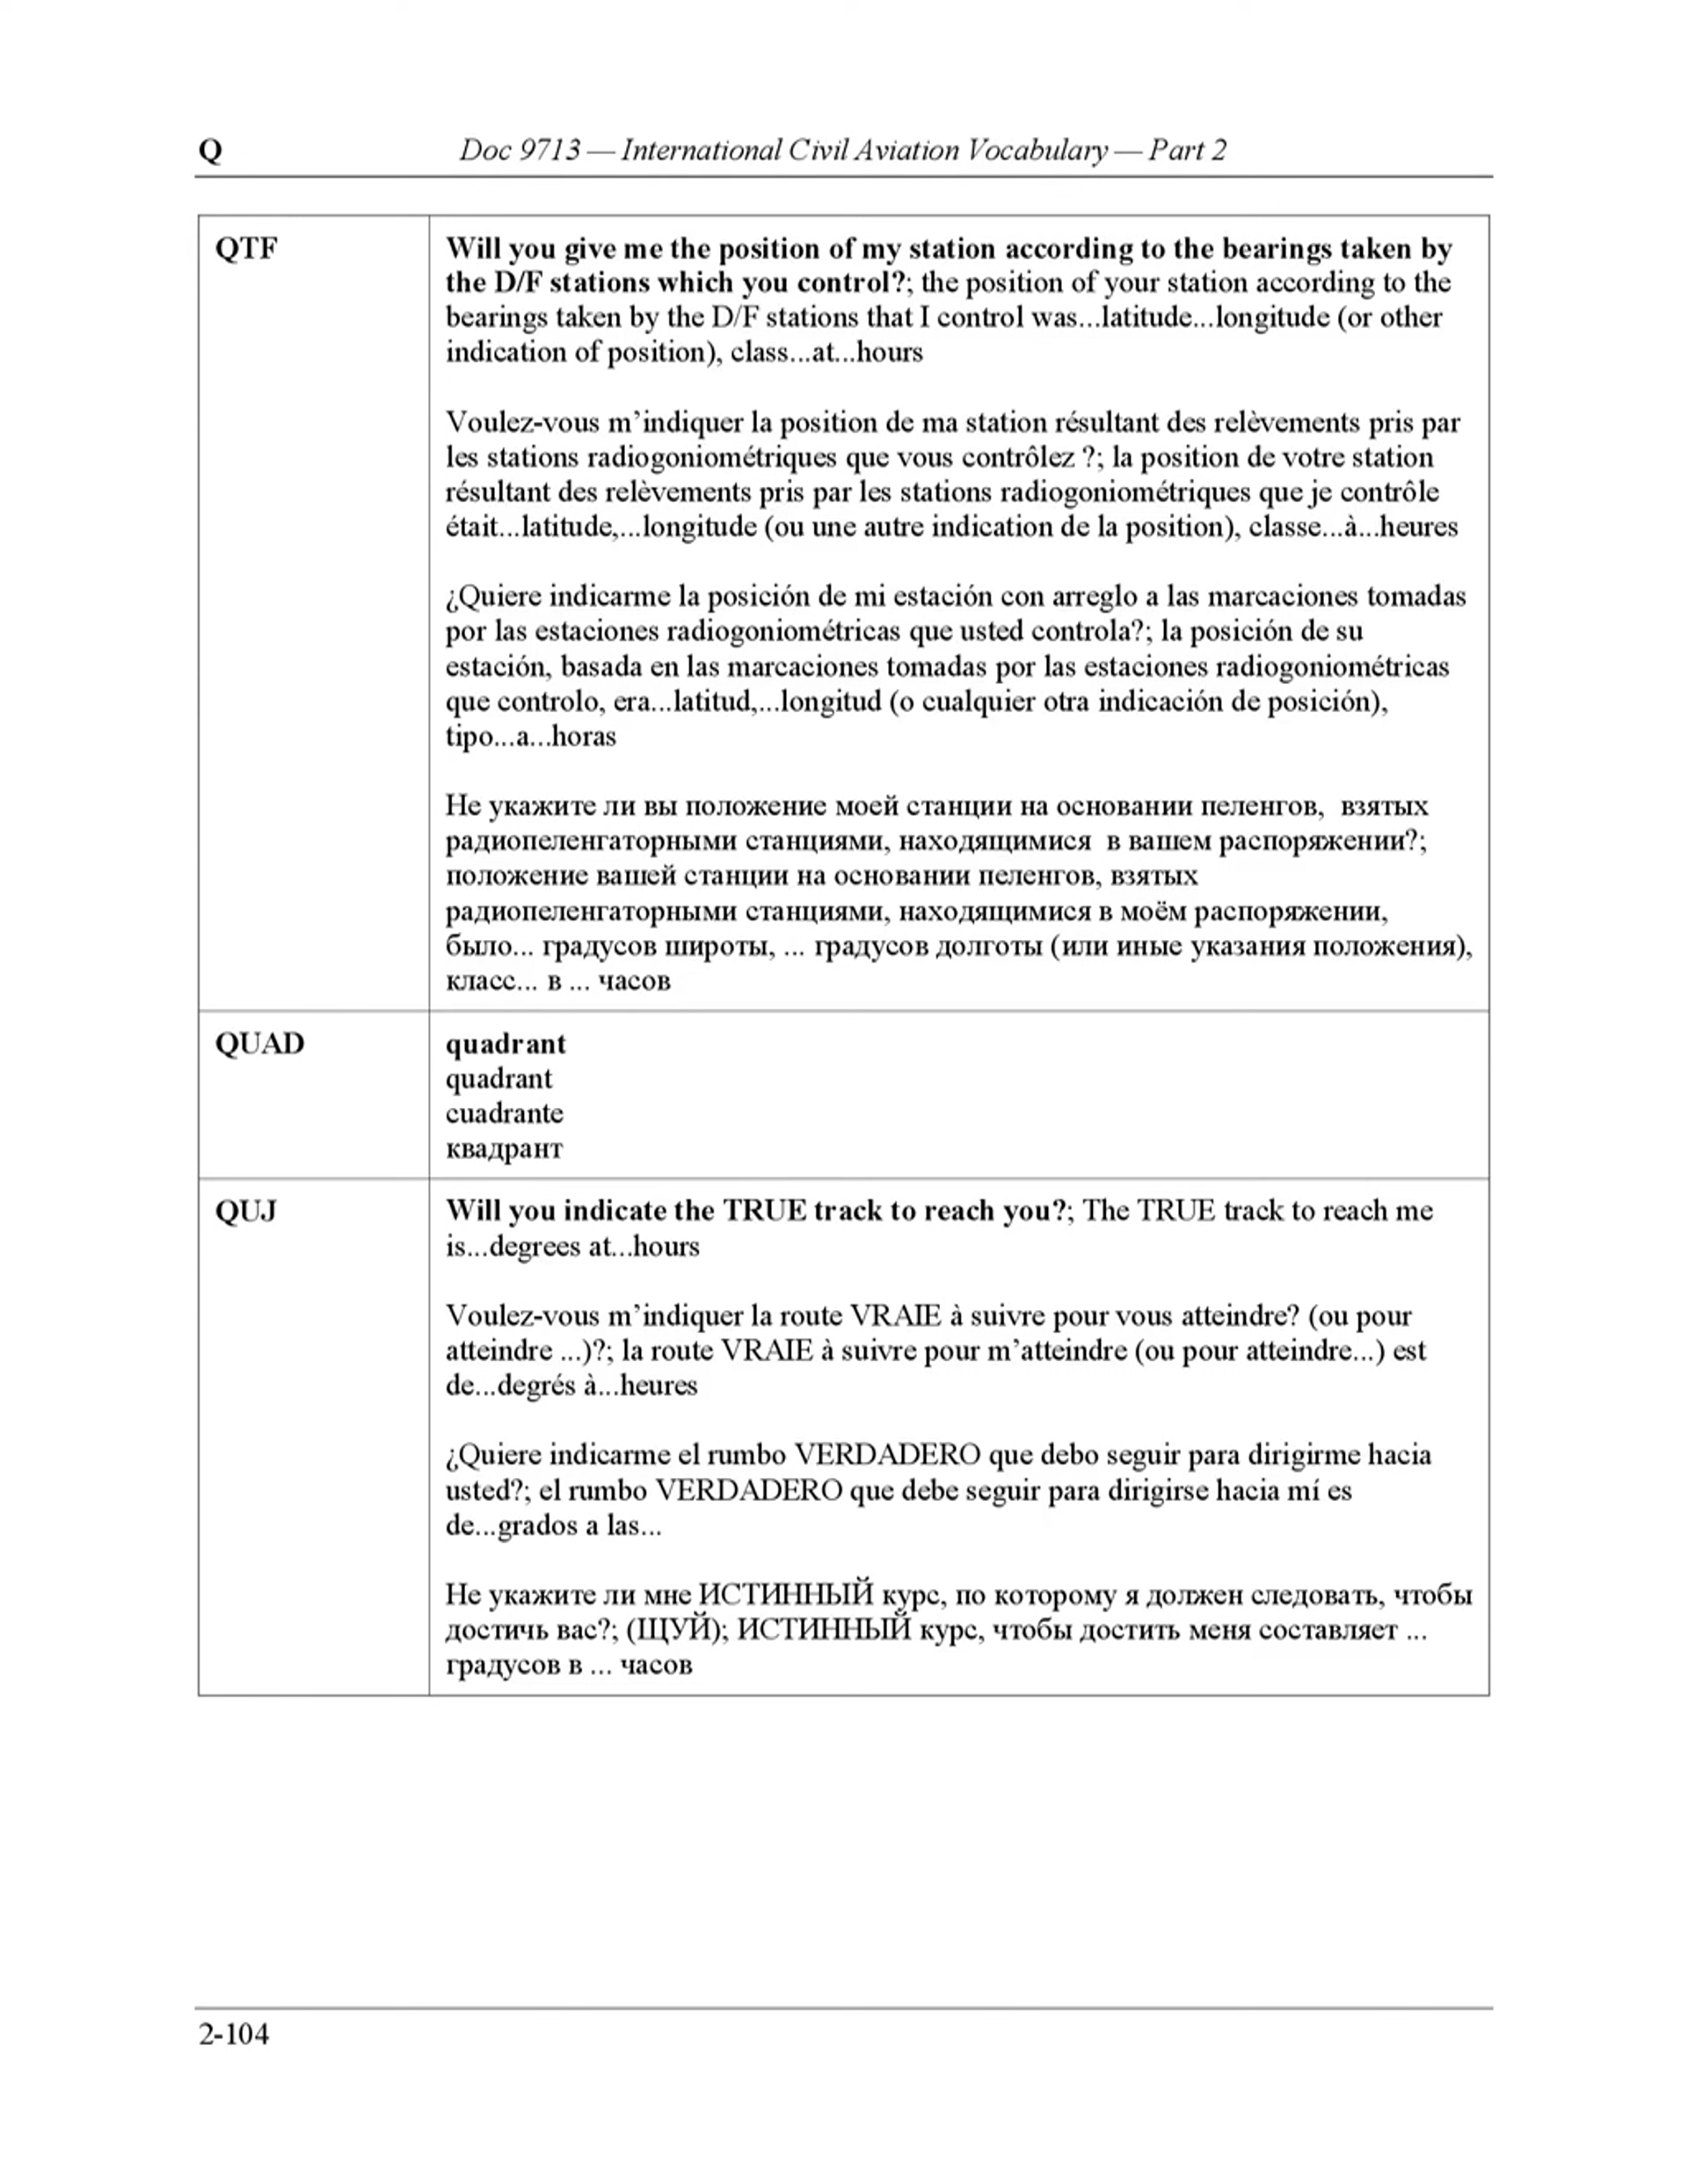 Q Doc 9713 — International Civil Aviation Vocabulary — Part 2
QTF
Will you give me the position of my station according to the bearings taken by
the D/F stations which you control?; the position of your station according to the
bearings taken by the D/F stations that I control was...latitude...longitude (or other
indication of position), class...at...hours
Voulez-vous m’indiquer la position de ma station résultant des relèvements pris par
les stations radiogoniométriques que vous contrôlez ?; la position de votre station
résultant des relèvements pris par les stations radiogoniométriques que je contrôle
était...latitude,...longitude (ou une autre indication de la position), classe...à...heures
¿Quiere indicarme la posición de mi estación con arreglo a las marcaciones tomadas
por las estaciones radiogoniométricas que usted controla?; la posición de su
estación, basada en las marcaciones tomadas por las estaciones radiogoniométricas
que controlo, era...latitud,...longitud (o cualquier otra indicación de posición),
tipo...a...horas
Не укажите ли вы положение моей станции на основании пеленгов, взятых
радиопеленгаторными станциями, находящимися в вашем распоряжении?;
положение вашей станции на основании пеленгов, взятых
радиопеленгаторными станциями, находящимися в моём распоряжении,
было... градусов широты, ... градусов долготы (или иные указания положения),
класс... в ... часов
QUAD
quadrant
quadrant
cuadrante
квадрант
QUJ
Will you indicate the TRUE track to reach you?; The TRUE track to reach me
is...degrees at...hours
Voulez-vous m’indiquer la route VRAIE à suivre pour vous atteindre? (ou pour
atteindre ...)?; la route VRAIE à suivre pour m’atteindre (ou pour atteindre...) est
de...degrés à...heures
¿Quiere indicarme el rumbo VERDADERO que debo seguir para dirigirme hacia
usted?; el rumbo VERDADERO que debe seguir para dirigirse hacia mí es
de...grados a las...
Не укажите ли мне ИСТИННЫЙ курс, по которому я должен следовать, чтобы
достичь вас?; (ЩУЙ); ИСТИННЫЙ курс, чтобы достить меня составляет ...
градусов в ... часов
2-104